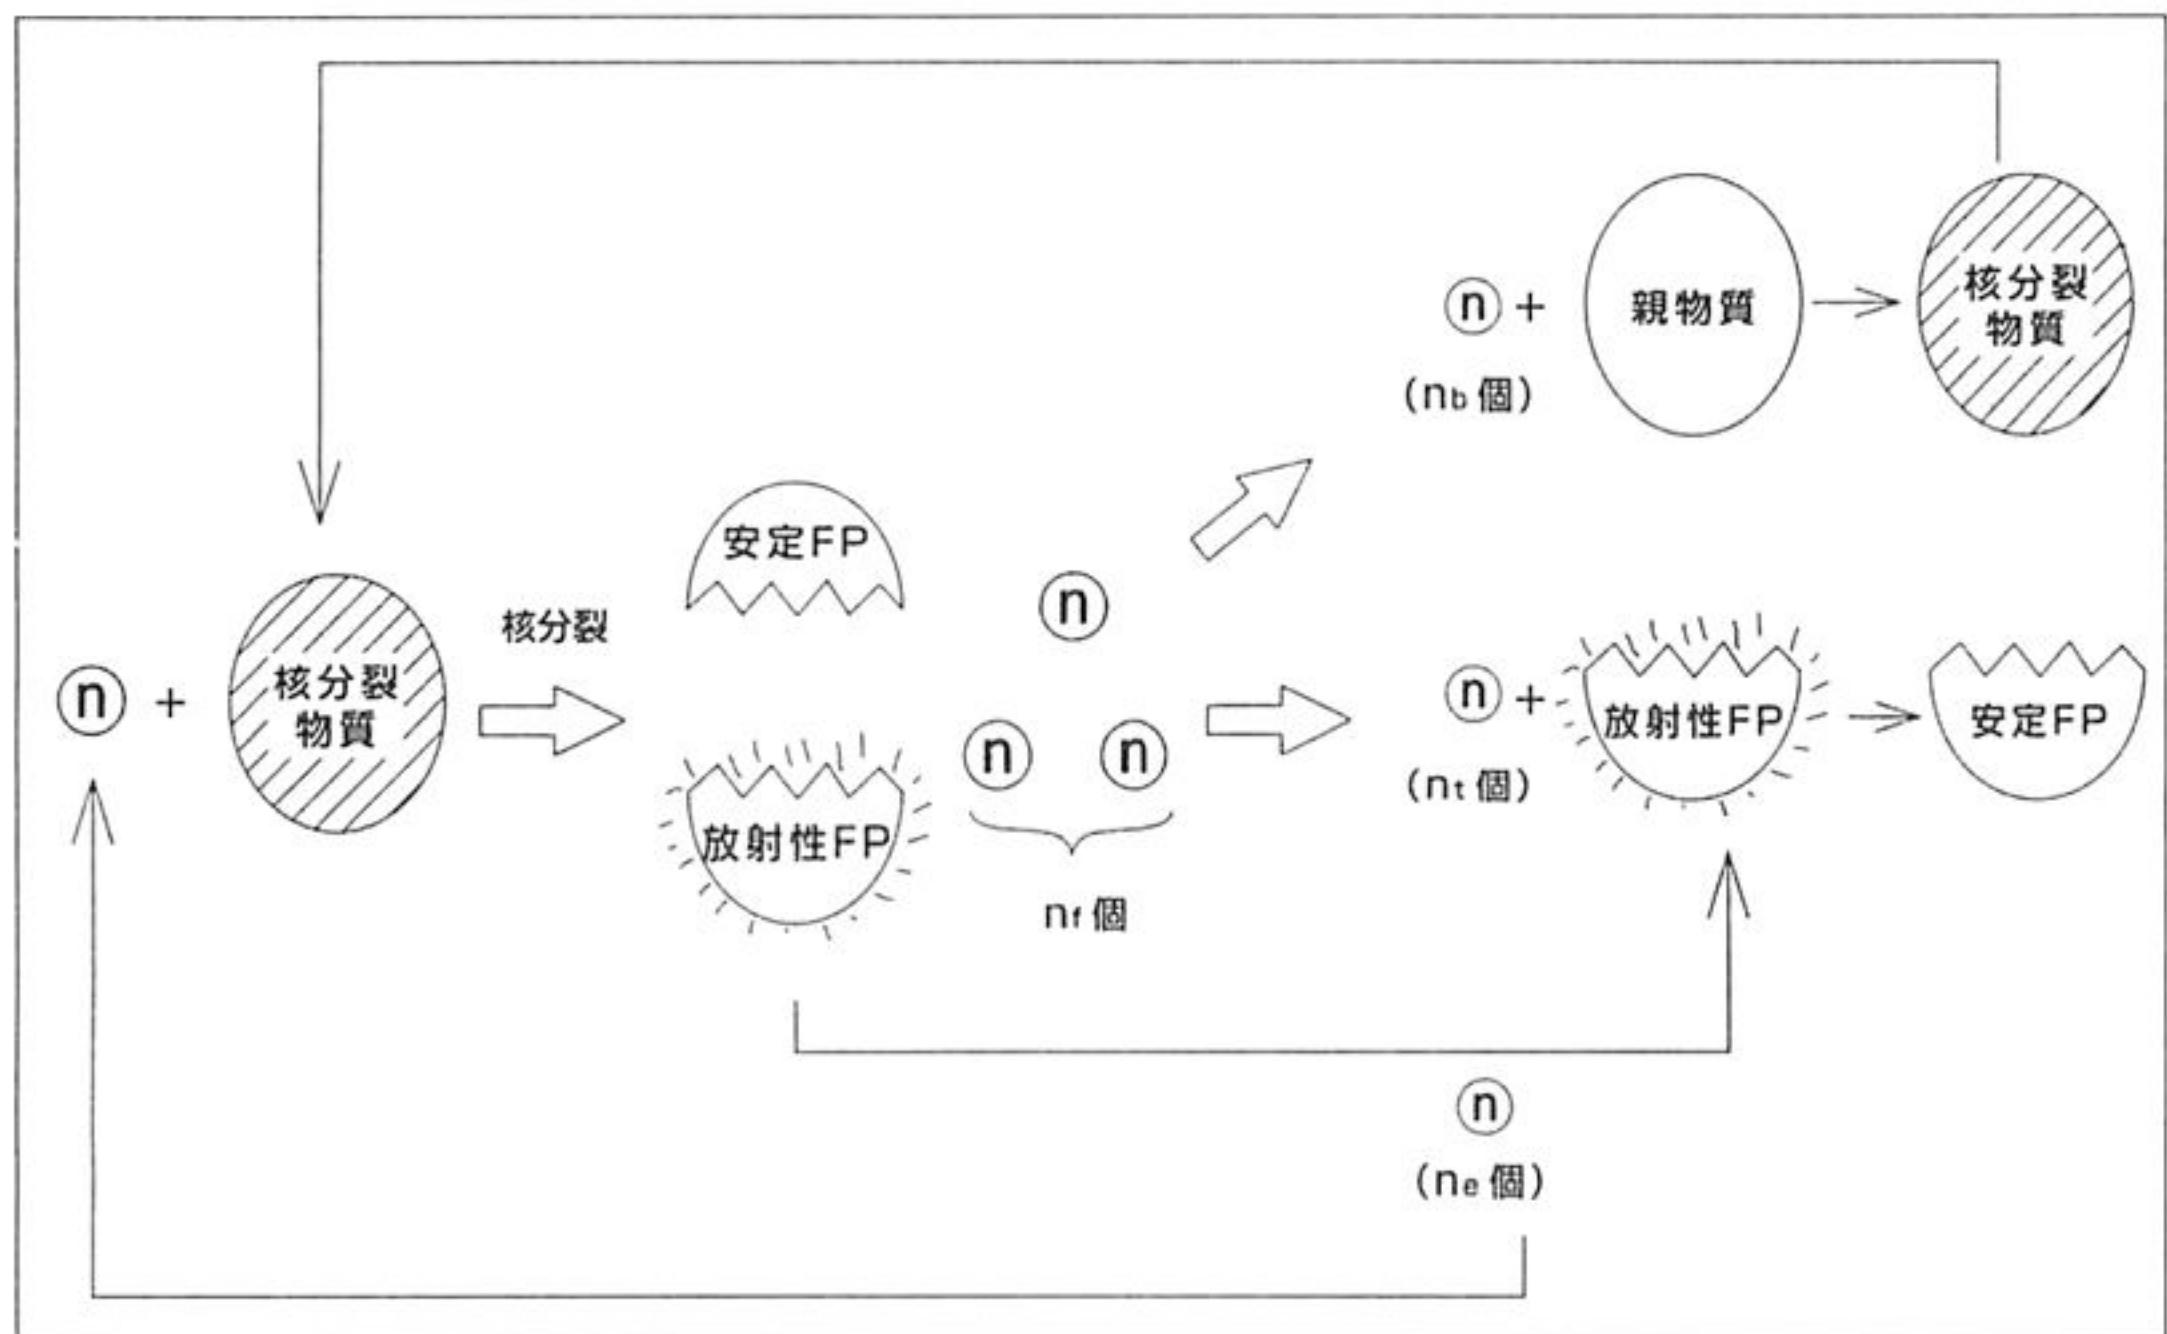 n + 親物質
核分裂
物質
(nb 個)
安定FP
核分裂
n
n + 核分裂
物質
n n
放射性FP
nf 個
n + 放射性FP
安定FP
(nt 個)
n
(ne 個)